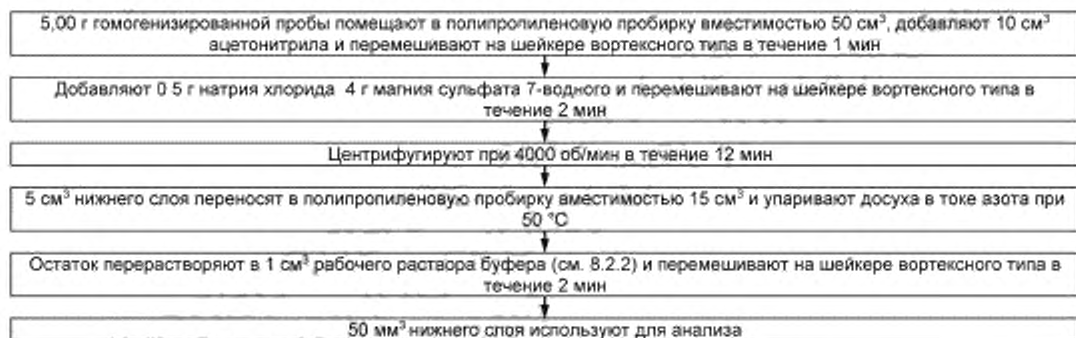 5,00 г гомогенизированной пробы помещают в полипропиленовую пробирку вместимостью 50 см³, добавляют 10 см³
ацетонитрила и перемешивают на шейкере вортексного типа в течение 1 мин
Добавляют 0 5 г натрия хлорида 4 г магния сульфата 7-водного и перемешивают на шейкере вортексного типа в
течение 2 мин
Центрифугируют при 4000 об/мин в течение 12 мин
5 см³ нижнего слоя переносят в полипропиленовую пробирку вместимостью 15 см³ и упаривают досуха в токе азота при
50 °С
Остаток перерастворяют в 1 см³ рабочего раствора буфера (см. 8.2.2) и перемешивают на шейкере вортексного типа в
течение 2 мин
50 мм³ нижнего слоя используют для анализа